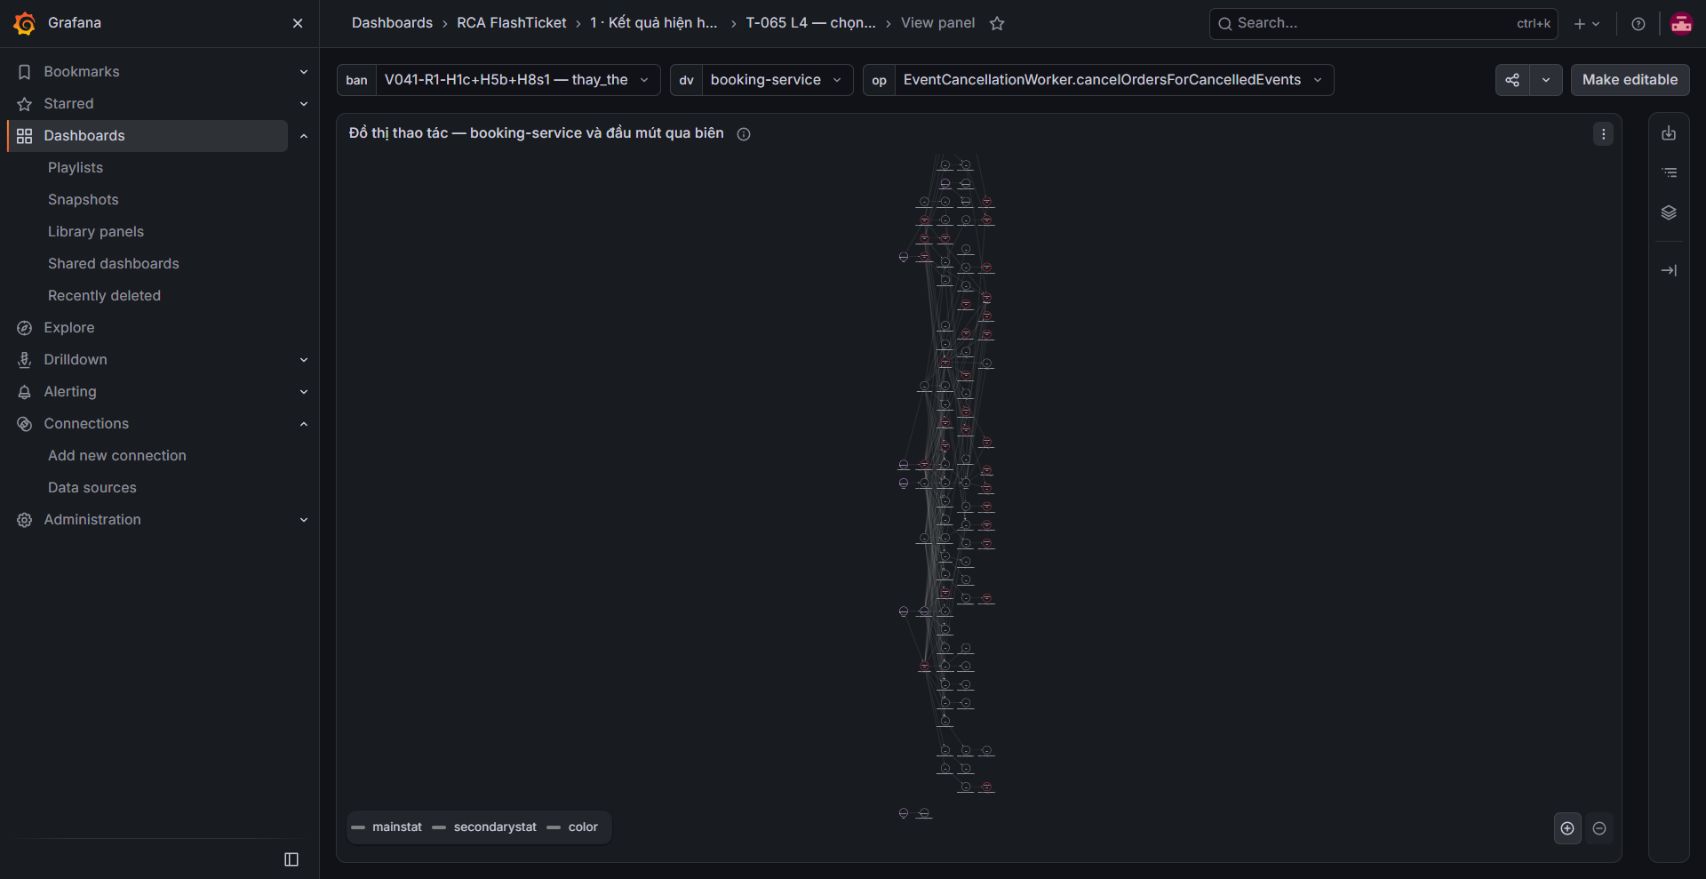 Grafana
Dashboards › RCA FlashTicket › 1 · Kết quả hiện h... › T-065 L4 — chọn... › View panel
Search... ctrl+k
Bookmarks
Starred
Dashboards
Playlists
Snapshots
Library panels
Shared dashboards
Recently deleted
Explore
Drilldown
Alerting
Connections
Add new connection
Data sources
Administration
ban V041-R1-H1c+H5b+H8s1 — thay_the
dv booking-service
op EventCancellationWorker.cancelOrdersForCancelledEvents
Make editable
Đồ thị thao tác — booking-service và đầu mút qua biên
mainstat secondarystat color